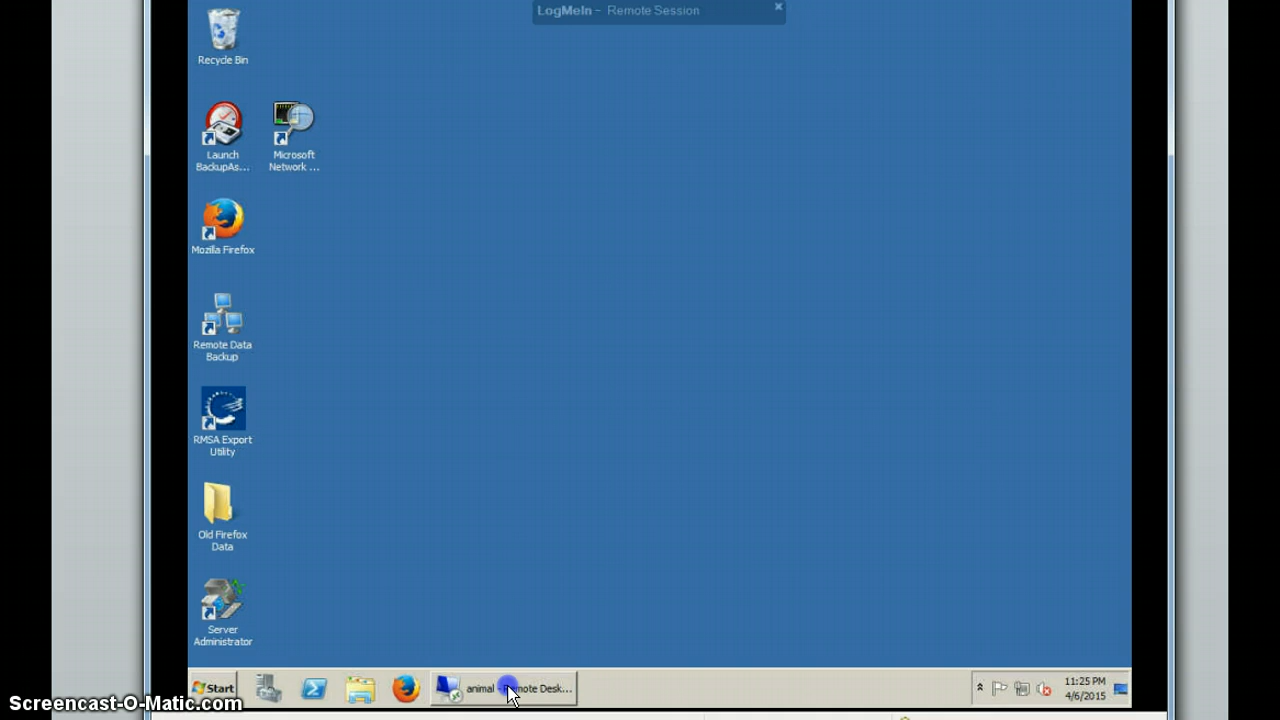 LogMeIn – Remote Session
Recycle Bin
Launch
BackupAs...
Microsoft
Network ...
Mozilla Firefox
Remote Data
Backup
RMSA Export
Utility
Old Firefox
Data
Server
Administrator
Start
animal - Remote Desk...
11:25 PM
4/6/2015
Screencast-O-Matic.com